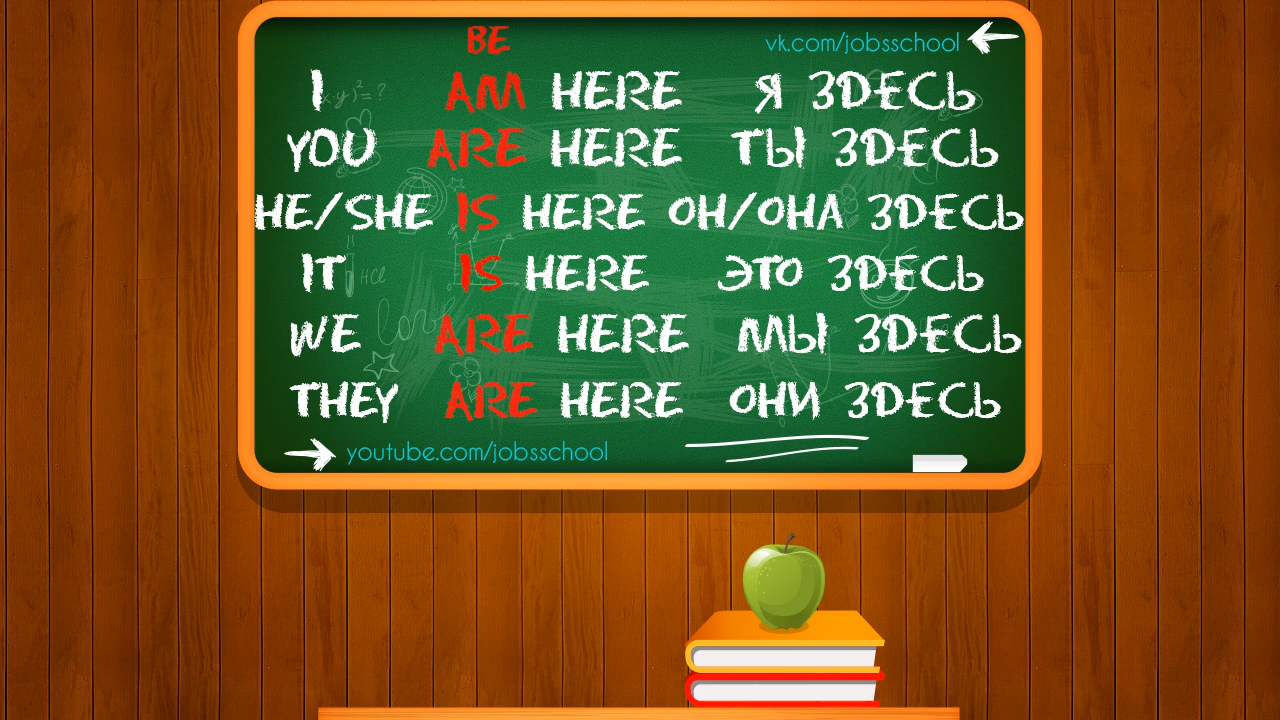 BE
vk.com/jobsschool
I AM HERE Я ЗДЕСЬ
YOU ARE HERE ТЫ ЗДЕСЬ
HE/SHE IS HERE ОН/ОНА ЗДЕСЬ
IT IS HERE ЭТО ЗДЕСЬ
WE ARE HERE МЫ ЗДЕСЬ
THEY ARE HERE ОНИ ЗДЕСЬ
youtube.com/jobsschool